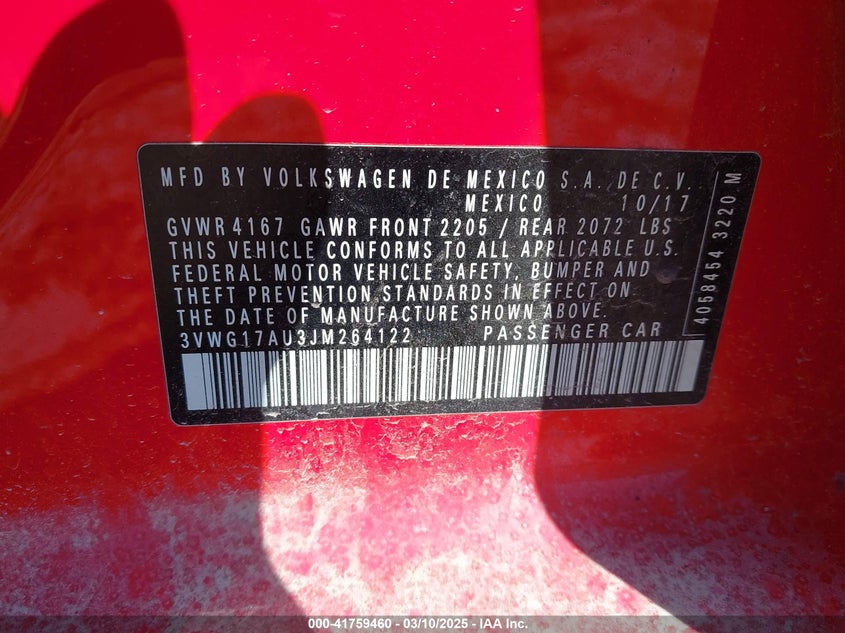 MFD BY VOLKSWAGEN DE MEXICO S.A. DE C.V.
MEXICO 10/17
GVWR 4167 GAWR FRONT 2205 / REAR 2072 LBS
THIS VEHICLE CONFORMS TO ALL APPLICABLE U.S.
FEDERAL MOTOR VEHICLE SAFETY, BUMPER AND
THEFT PREVENTION STANDARDS IN EFFECT ON
THE DATE OF MANUFACTURE SHOWN ABOVE.
3VWG17AU3JM264122 PASSENGER CAR
4058454 3220 M
000-41759460 - 03/10/2025 - IAA Inc.